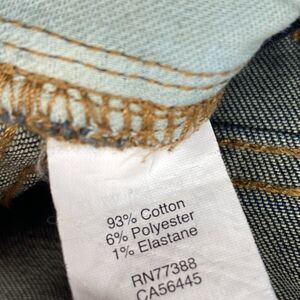 93% Cotton
6% Polyester
1% Elastane
RN77388
CA56445